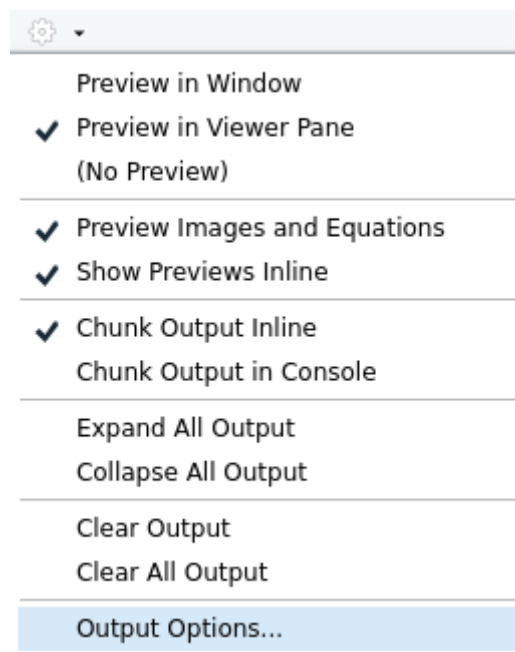 Preview in Window
Preview in Viewer Pane
(No Preview)
Preview Images and Equations
Show Previews Inline
Chunk Output Inline
Chunk Output in Console
Expand All Output
Collapse All Output
Clear Output
Clear All Output
Output Options...